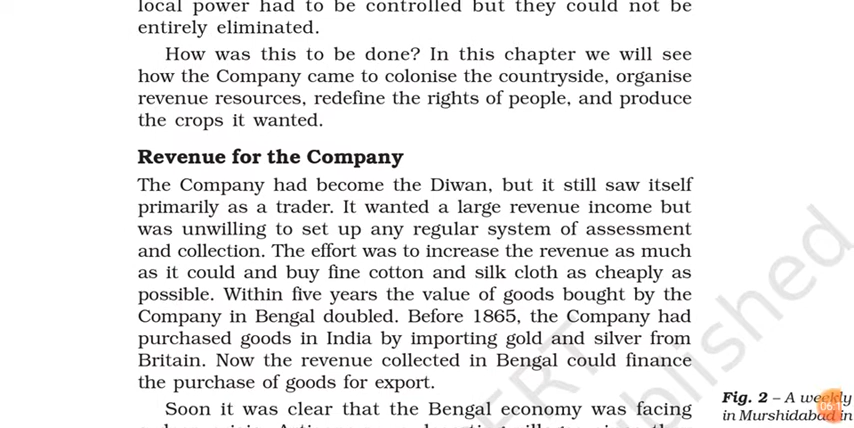 local power had to be controlled but they could not be
entirely eliminated.
How was this to be done? In this chapter we will see
how the Company came to colonise the countryside, organise
revenue resources, redefine the rights of people, and produce
the crops it wanted.
Revenue for the Company
The Company had become the Diwan, but it still saw itself
primarily as a trader. It wanted a large revenue income but
was unwilling to set up any regular system of assessment
and collection. The effort was to increase the revenue as much
as it could and buy fine cotton and silk cloth as cheaply as
possible. Within five years the value of goods bought by the
Company in Bengal doubled. Before 1865, the Company had
purchased goods in India by importing gold and silver from
Britain. Now the revenue collected in Bengal could finance
the purchase of goods for export.
Soon it was clear that the Bengal economy was facing
Fig. 2 – A weekly
in Murshidabad in